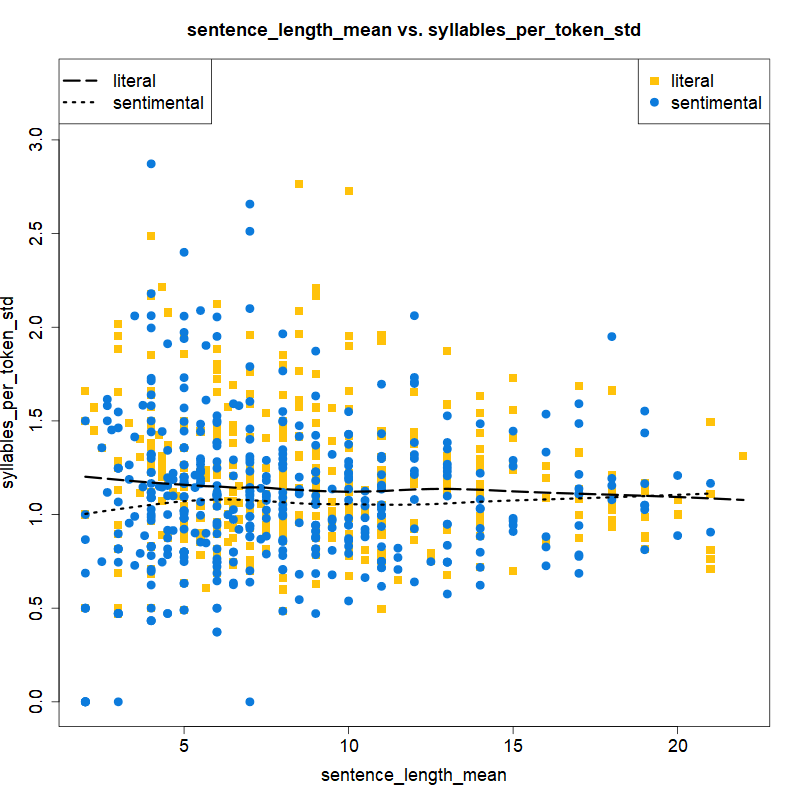 sentence_length_mean vs. syllables_per_token_std
literal
sentimental
literal
sentimental
syllables_per_token_std
3.0
2.5
2.0
1.5
1.0
0.5
0.0
5 10 15 20
sentence_length_mean